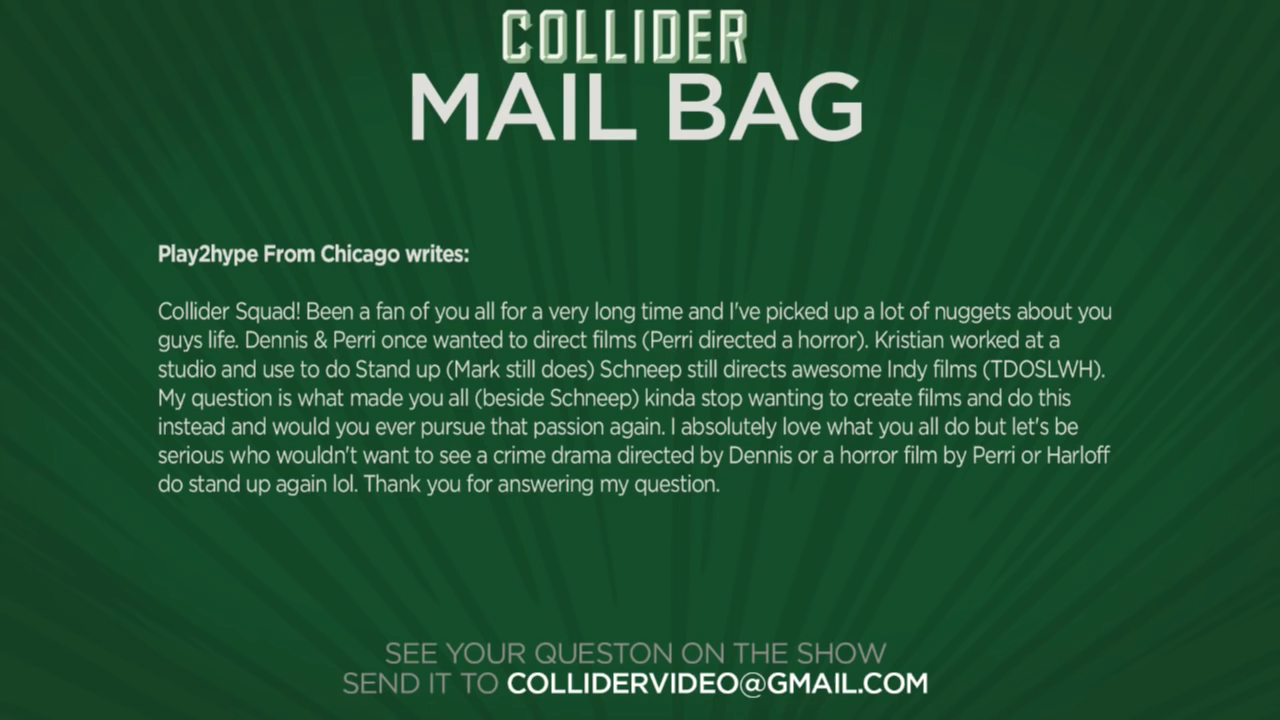 COLLIDER
MAIL BAG
Play2hype From Chicago writes:
Collider Squad! Been a fan of you all for a very long time and I've picked up a lot of nuggets about you
guys life. Dennis & Perri once wanted to direct films (Perri directed a horror). Kristian worked at a
studio and use to do Stand up (Mark still does) Schneep still directs awesome Indy films (TDOSLWH).
My question is what made you all (beside Schneep) kinda stop wanting to create films and do this
instead and would you ever pursue that passion again. I absolutely love what you all do but let's be
serious who wouldn't want to see a crime drama directed by Dennis or a horror film by Perri or Harloff
do stand up again lol. Thank you for answering my question.
SEE YOUR QUESTON ON THE SHOW
SEND IT TO COLLIDERVIDEO@GMAIL.COM